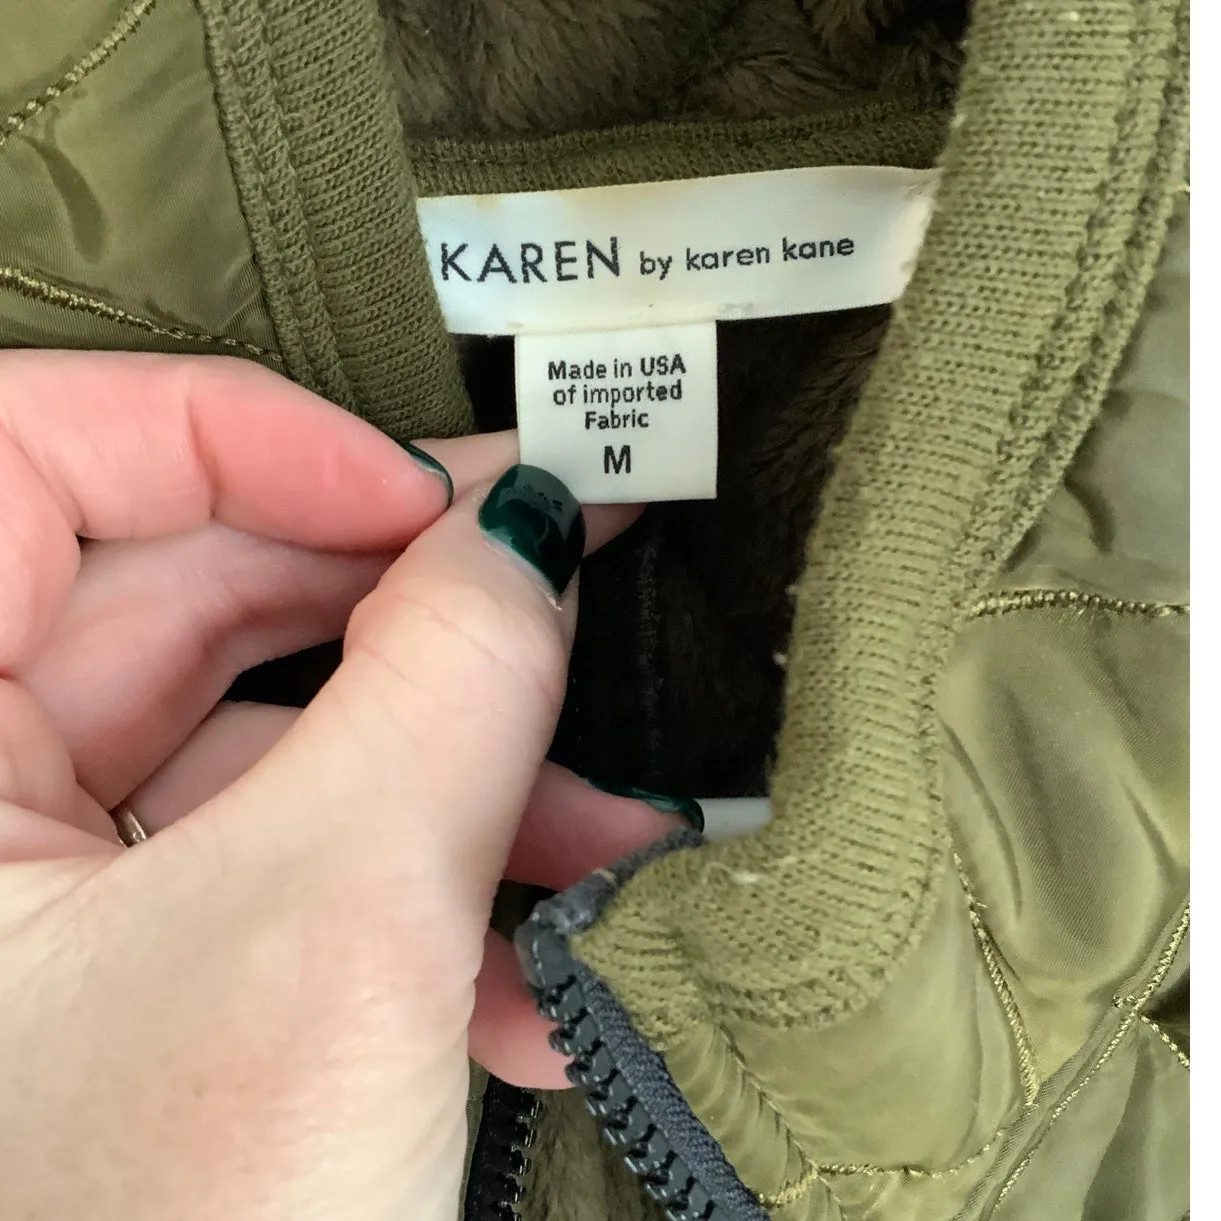 KAREN by karen kane
Made in USA
of imported
Fabric
M